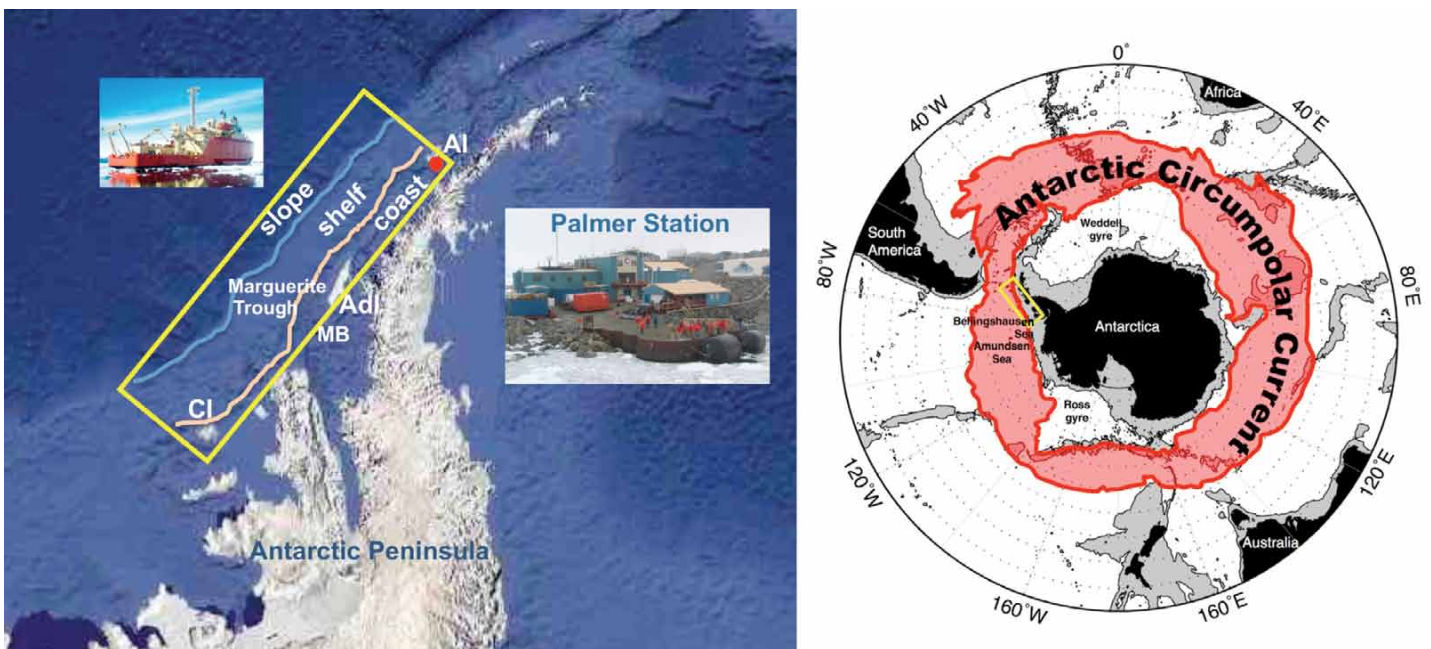 AI
slope
shelf
coast
Palmer Station
Marguerite
Trough
AdI
MB
CI
Antarctic Peninsula
0°
40°W
40°E
Africa
Antarctic Circumpolar Current
Weddell
gyre
South
America
80°W
80°E
Bellingshausen
Sea
Amundsen
Sea
Antarctica
Ross
gyre
120°W
120°E
Australia
160°W
160°E